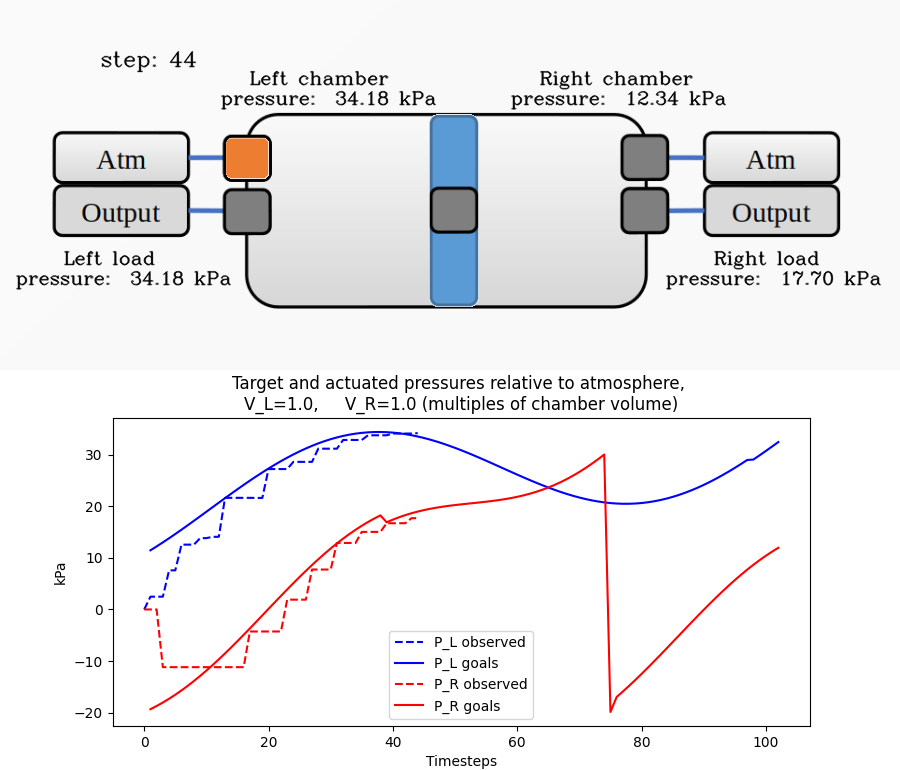 step: 44
Left chamber
pressure: 34.18 kPa
Right chamber
pressure: 12.34 kPa
Atm
Output
Atm
Output
Left load
pressure: 34.18 kPa
Right load
pressure: 17.70 kPa
Target and actuated pressures relative to atmosphere,
V_L=1.0, V_R=1.0 (multiples of chamber volume)
kPa
30
20
10
0
−10
−20
P_L observed
P_L goals
P_R observed
P_R goals
0 20 40 60 80 100
Timesteps